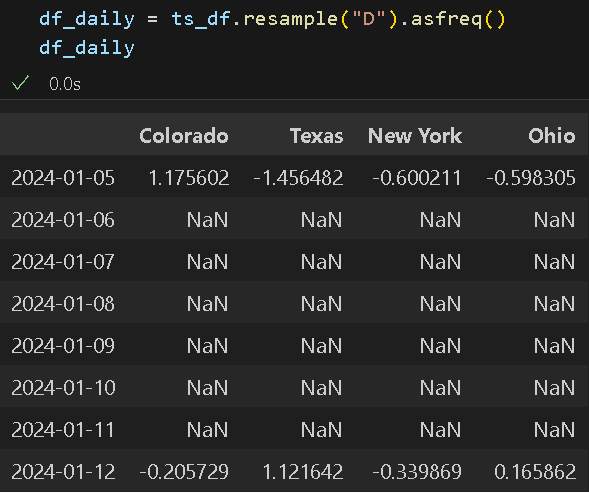 df_daily = ts_df.resample("D").asfreq()
df_daily
0.0s
Colorado Texas New York Ohio
2024-01-05 1.175602 -1.456482 -0.600211 -0.598305
2024-01-06 NaN NaN NaN NaN
2024-01-07 NaN NaN NaN NaN
2024-01-08 NaN NaN NaN NaN
2024-01-09 NaN NaN NaN NaN
2024-01-10 NaN NaN NaN NaN
2024-01-11 NaN NaN NaN NaN
2024-01-12 -0.205729 1.121642 -0.339869 0.165862